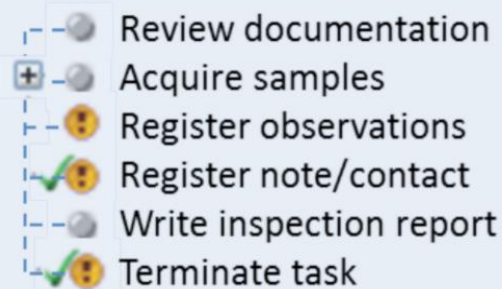 Review documentation
Acquire samples
Register observations
Register note/contact
Write inspection report
Terminate task